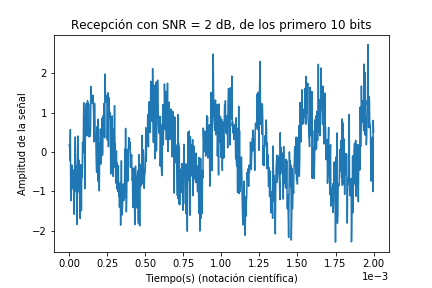 Recepción con SNR = 2 dB, de los primero 10 bits
Amplitud de la señal
2
1
0
−1
−2
0.00 0.25 0.50 0.75 1.00 1.25 1.50 1.75 2.00
1e−3
Tiempo(s) (notación científica)